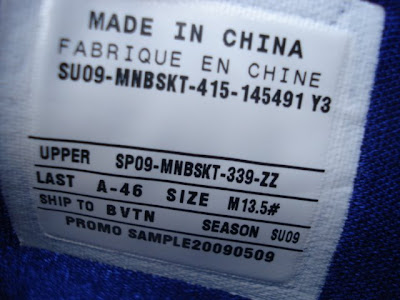 MADE IN CHINA
FABRIQUE EN CHINE
SU09-MNBSKT-415-145491 Y3
UPPER SP09-MNBSKT-339-ZZ
LAST A-46 SIZE M13.5#
SHIP TO BVTN SEASON SU09
PROMO SAMPLE20090509